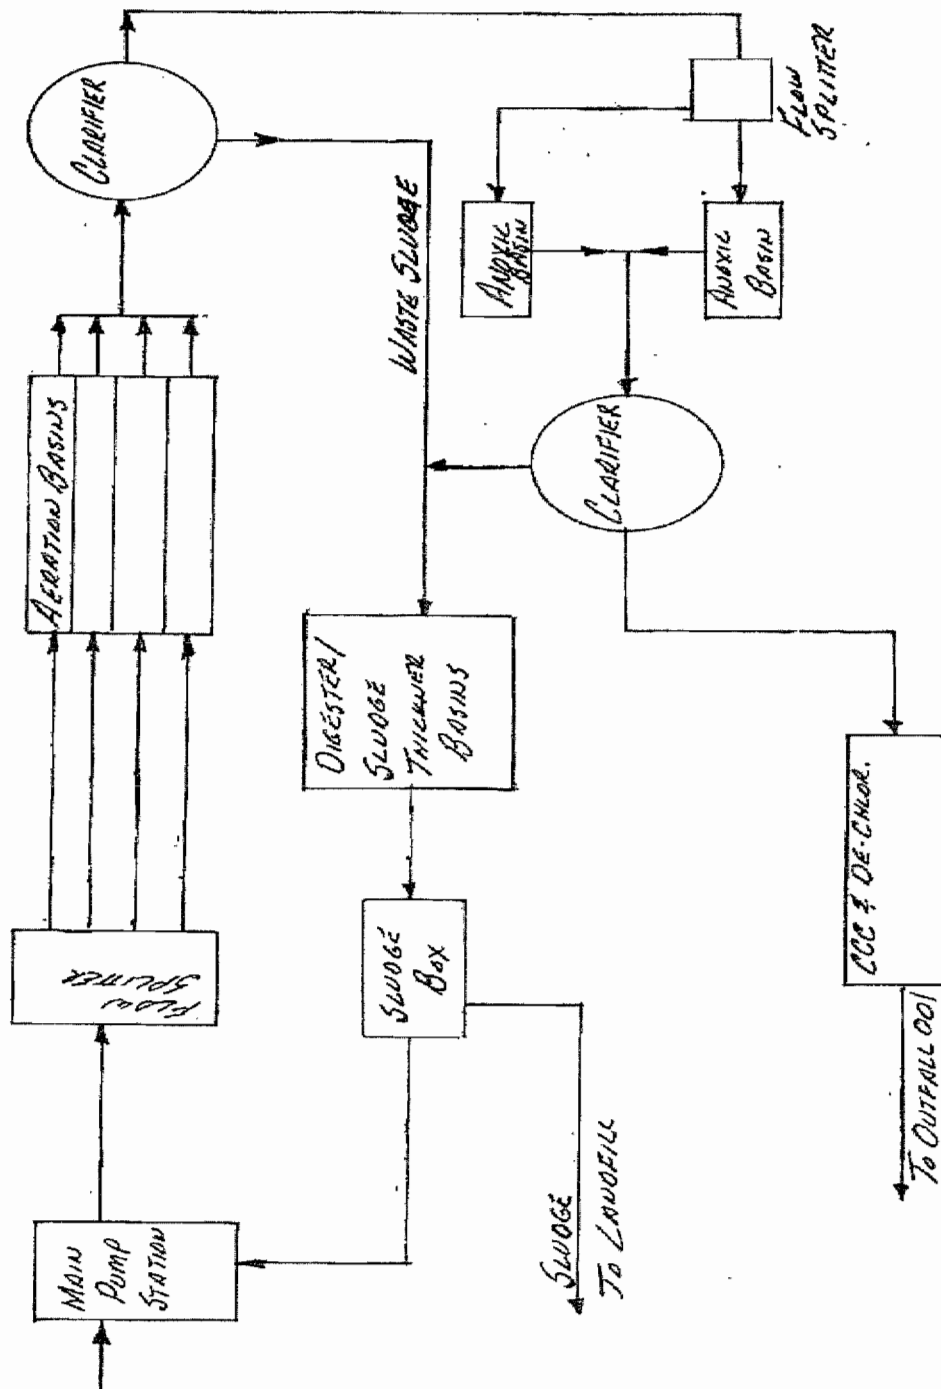 MAIN
PUMP
STATION
FLOW
SPLITTER
AERATION BASINS
CLARIFIER
SLUDGE
TO LANDFILL
SLUDGE
BOX
DIGESTER/
SLUDGE
THICKNER
BASINS
WASTE SLUDGE
CLARIFIER
ANOXIC
BASIN
ANOXIC
BASIN
FLOW
SPLITTER
TO OUTFALL 001
CCC & DE-CHLOR.